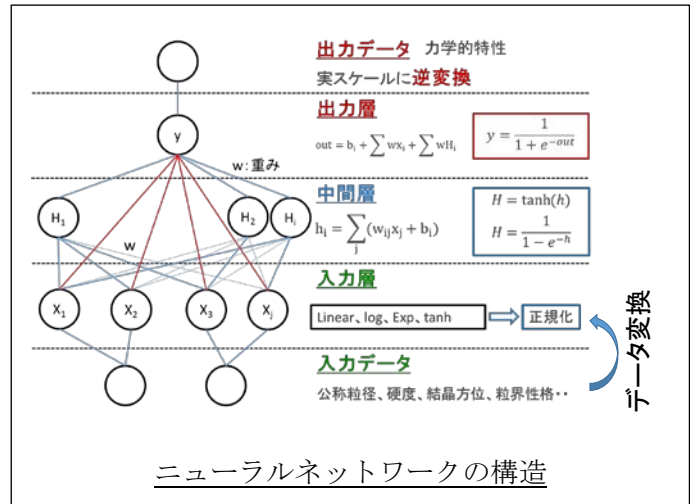 出力データ 力学的特性
実スケールに逆変換
出力層
y
out = b_i + ∑ wx_i + ∑ wH_i
y = 1 / (1 + e^{-out})
w：重み
中間層
H_1 H_2 H_i
h_i = ∑_j (w_{ij}x_j + b_i)
H = tanh(h)
H = 1 / (1 − e^{-h})
w
入力層
X_1 X_2 X_3 X_j
Linear、log、Exp、tanh
正規化
データ変換
入力データ
公称粒径、硬度、結晶方位、粒界性格‥
ニューラルネットワークの構造